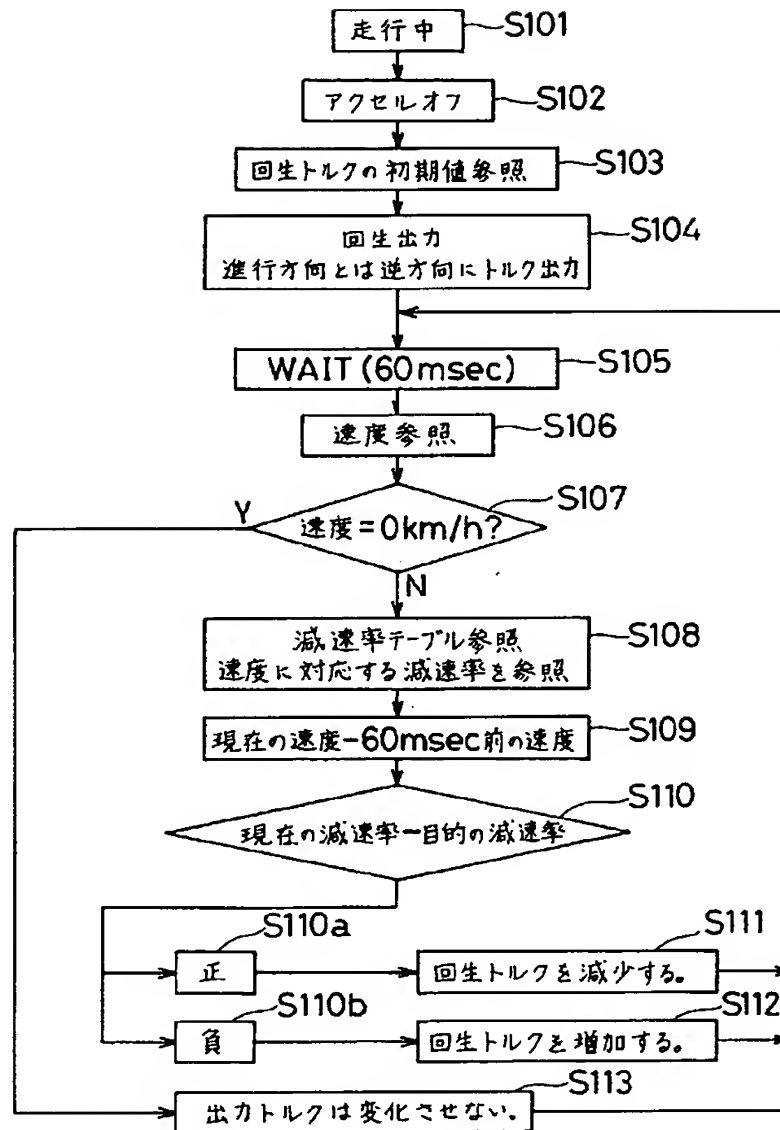 走行中
S101
アクセルオフ
S102
回生トルクの初期値参照
S103
回生出力
進行方向とは逆方向にトルク出力
S104
WAIT(60msec)
S105
速度参照
S106
速度=0km/h?
S107
Y
N
減速率テーブル参照
速度に対応する減速率を参照
S108
現在の速度-60msec前の速度
S109
現在の減速率-目的の減速率
S110
S110a
正
回生トルクを減少する。
S111
S110b
負
回生トルクを増加する。
S112
出力トルクは変化させない。
S113